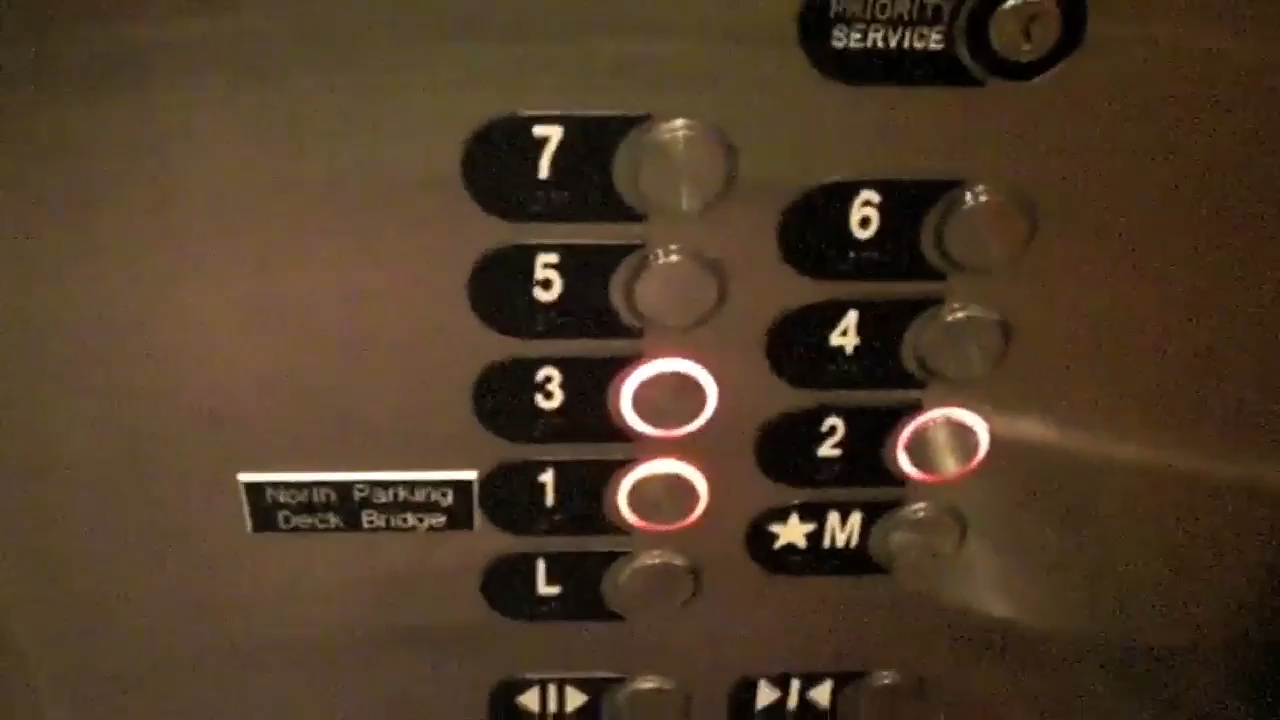 PRIORITY
SERVICE
7
6
5
4
3
2
North Parking
Deck Bridge
1
★M
L